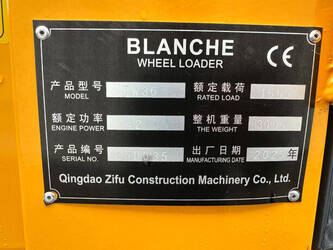 BLANCHE
CE
WHEEL LOADER
产品型号
MODEL
额定载荷
RATED LOAD
额定功率
ENGINE POWER
整机重量
THE WEIGHT
产品编号
SERIAL NO.
出厂日期
MANUFACTURING DATE
年
Qingdao Zifu Construction Machinery Co., Ltd.